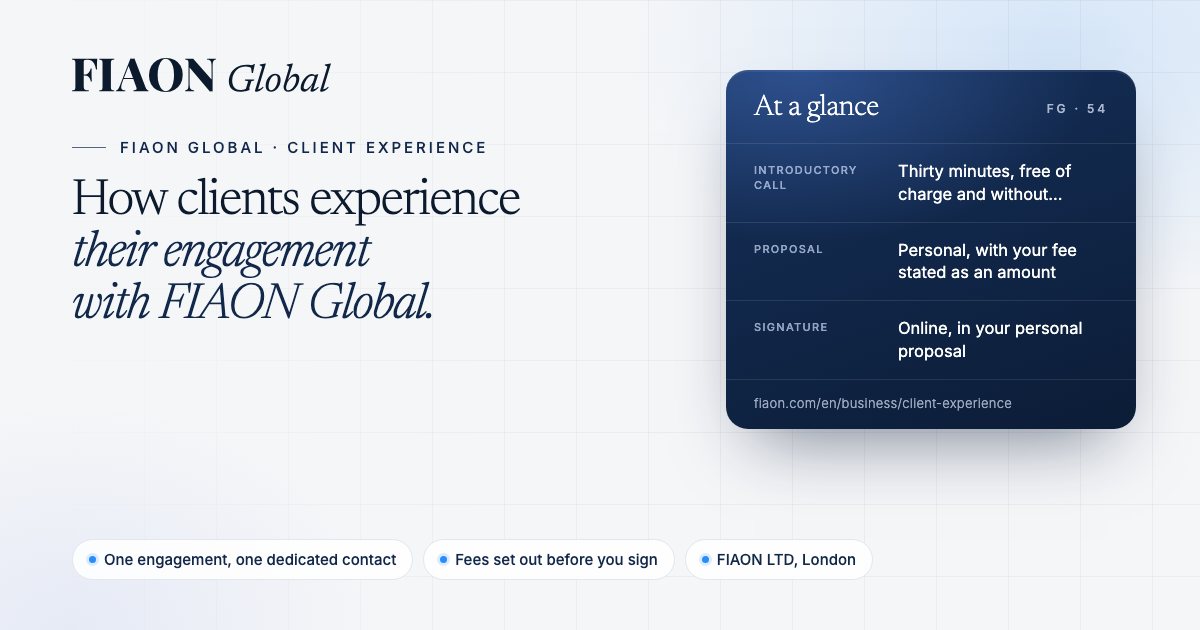 FIAON Global
FIAON GLOBAL · CLIENT EXPERIENCE
How clients experience
their engagement
with FIAON Global.
At a glance
FG · 54
INTRODUCTORY
CALL
Thirty minutes, free of
charge and without...
PROPOSAL
Personal, with your fee
stated as an amount
SIGNATURE
Online, in your personal
proposal
fiaon.com/en/business/client-experience
One engagement, one dedicated contact
Fees set out before you sign
FIAON LTD, London